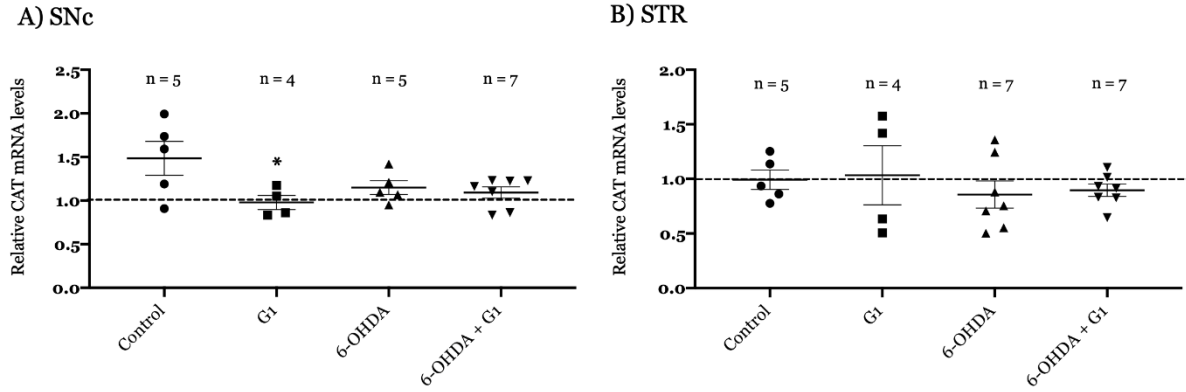 A) SNc
Relative CAT mRNA levels
2.5
2.0
1.5
1.0
0.5
0.0
n = 5
n = 4
n = 5
n = 7
*
Control
G1
6-OHDA
6-OHDA + G1
B) STR
Relative CAT mRNA levels
2.0
1.5
1.0
0.5
0.0
n = 5
n = 4
n = 7
n = 7
Control
G1
6-OHDA
6-OHDA + G1